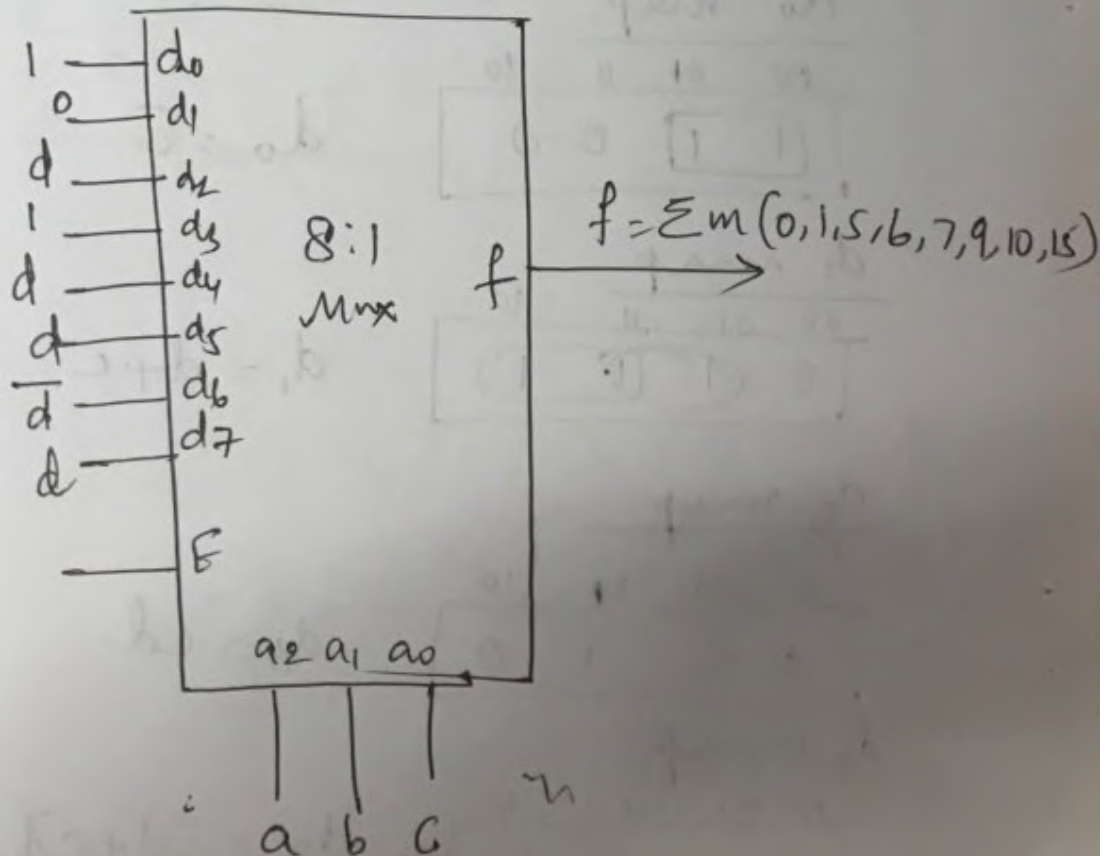 1 d0
0 d1
d d2
1 d3
d d4
d d5
d̅ d6
d d7
8:1
Mux
f
f = Σm(0,1,5,6,7,9,10,15)
E
a2 a1 a0
a b c